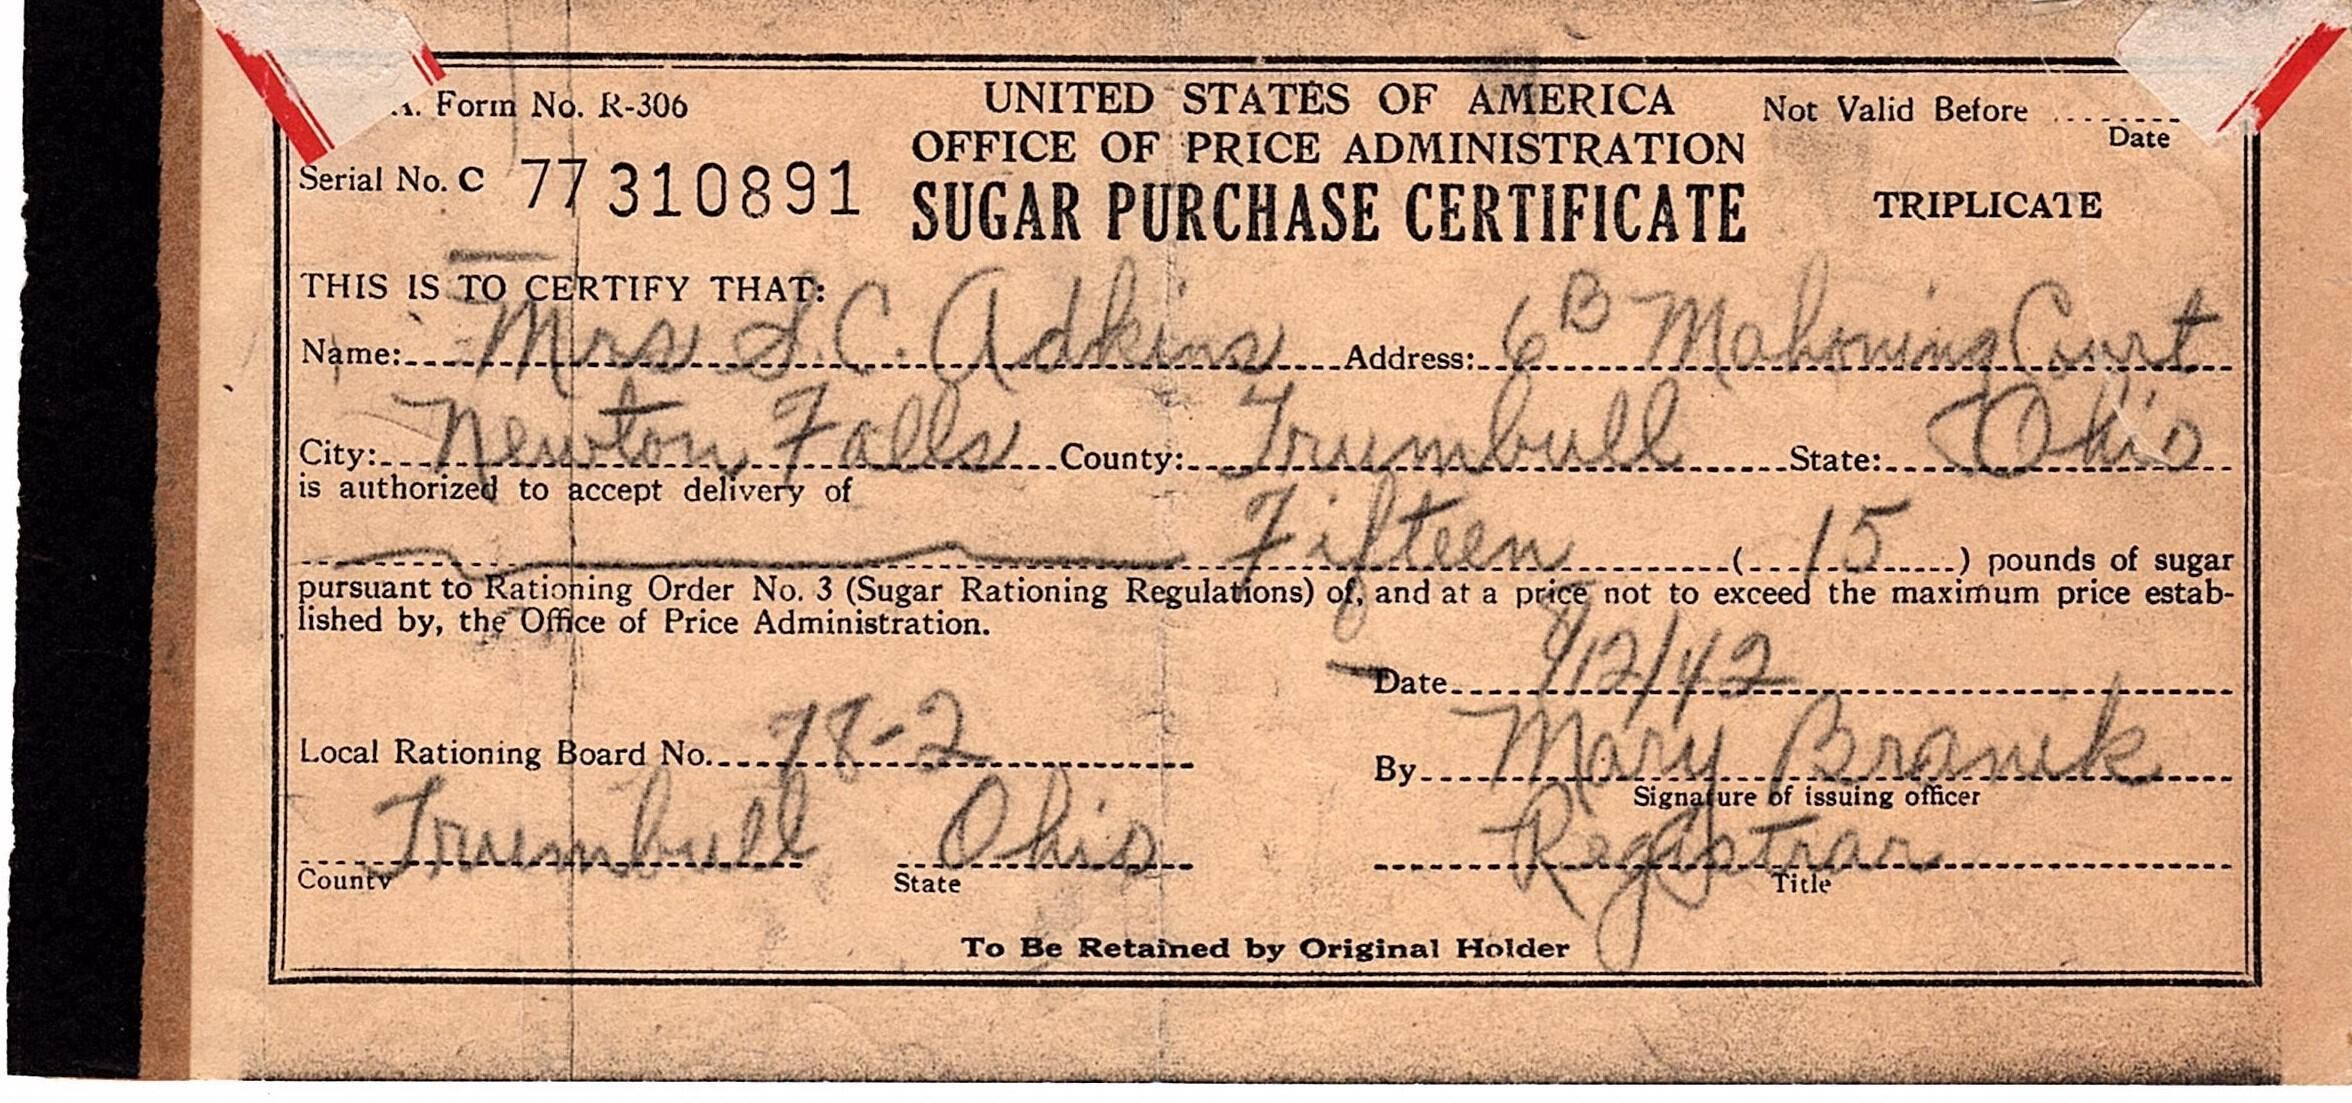 A. Form No. R-306
UNITED STATES OF AMERICA
Not Valid Before ........
Date
OFFICE OF PRICE ADMINISTRATION
Serial No. C 77310891
SUGAR PURCHASE CERTIFICATE
TRIPLICATE
THIS IS TO CERTIFY THAT:
Name: Mrs S.C. Adkins Address: 6B Mahoning Court
City: Newton Falls County: Trumbull State: Ohio
is authorized to accept delivery of
Fifteen (15) pounds of sugar
pursuant to Rationing Order No. 3 (Sugar Rationing Regulations) of, and at a price not to exceed the maximum price estab-
lished by, the Office of Price Administration.
Date 8/12/42
Local Rationing Board No. 78-2
By Mary Branik
Signature of issuing officer
Trumbull Ohio
Registrar
County State Title
To Be Retained by Original Holder